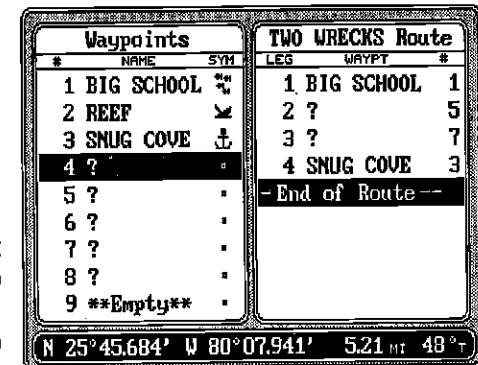 Waypoints
# NAME SYM
1 BIG SCHOOL
2 REEF
3 SNUG COVE
4 ?
5 ?
6 ?
7 ?
8 ?
9 **Empty**
TWO WRECKS Route
LEG WAYPT #
1 BIG SCHOOL 1
2 ? 5
3 ? 7
4 SNUG COVE 3
-End of Route--
N 25°45.684' W 80°07.941' 5.21 MI 48°T